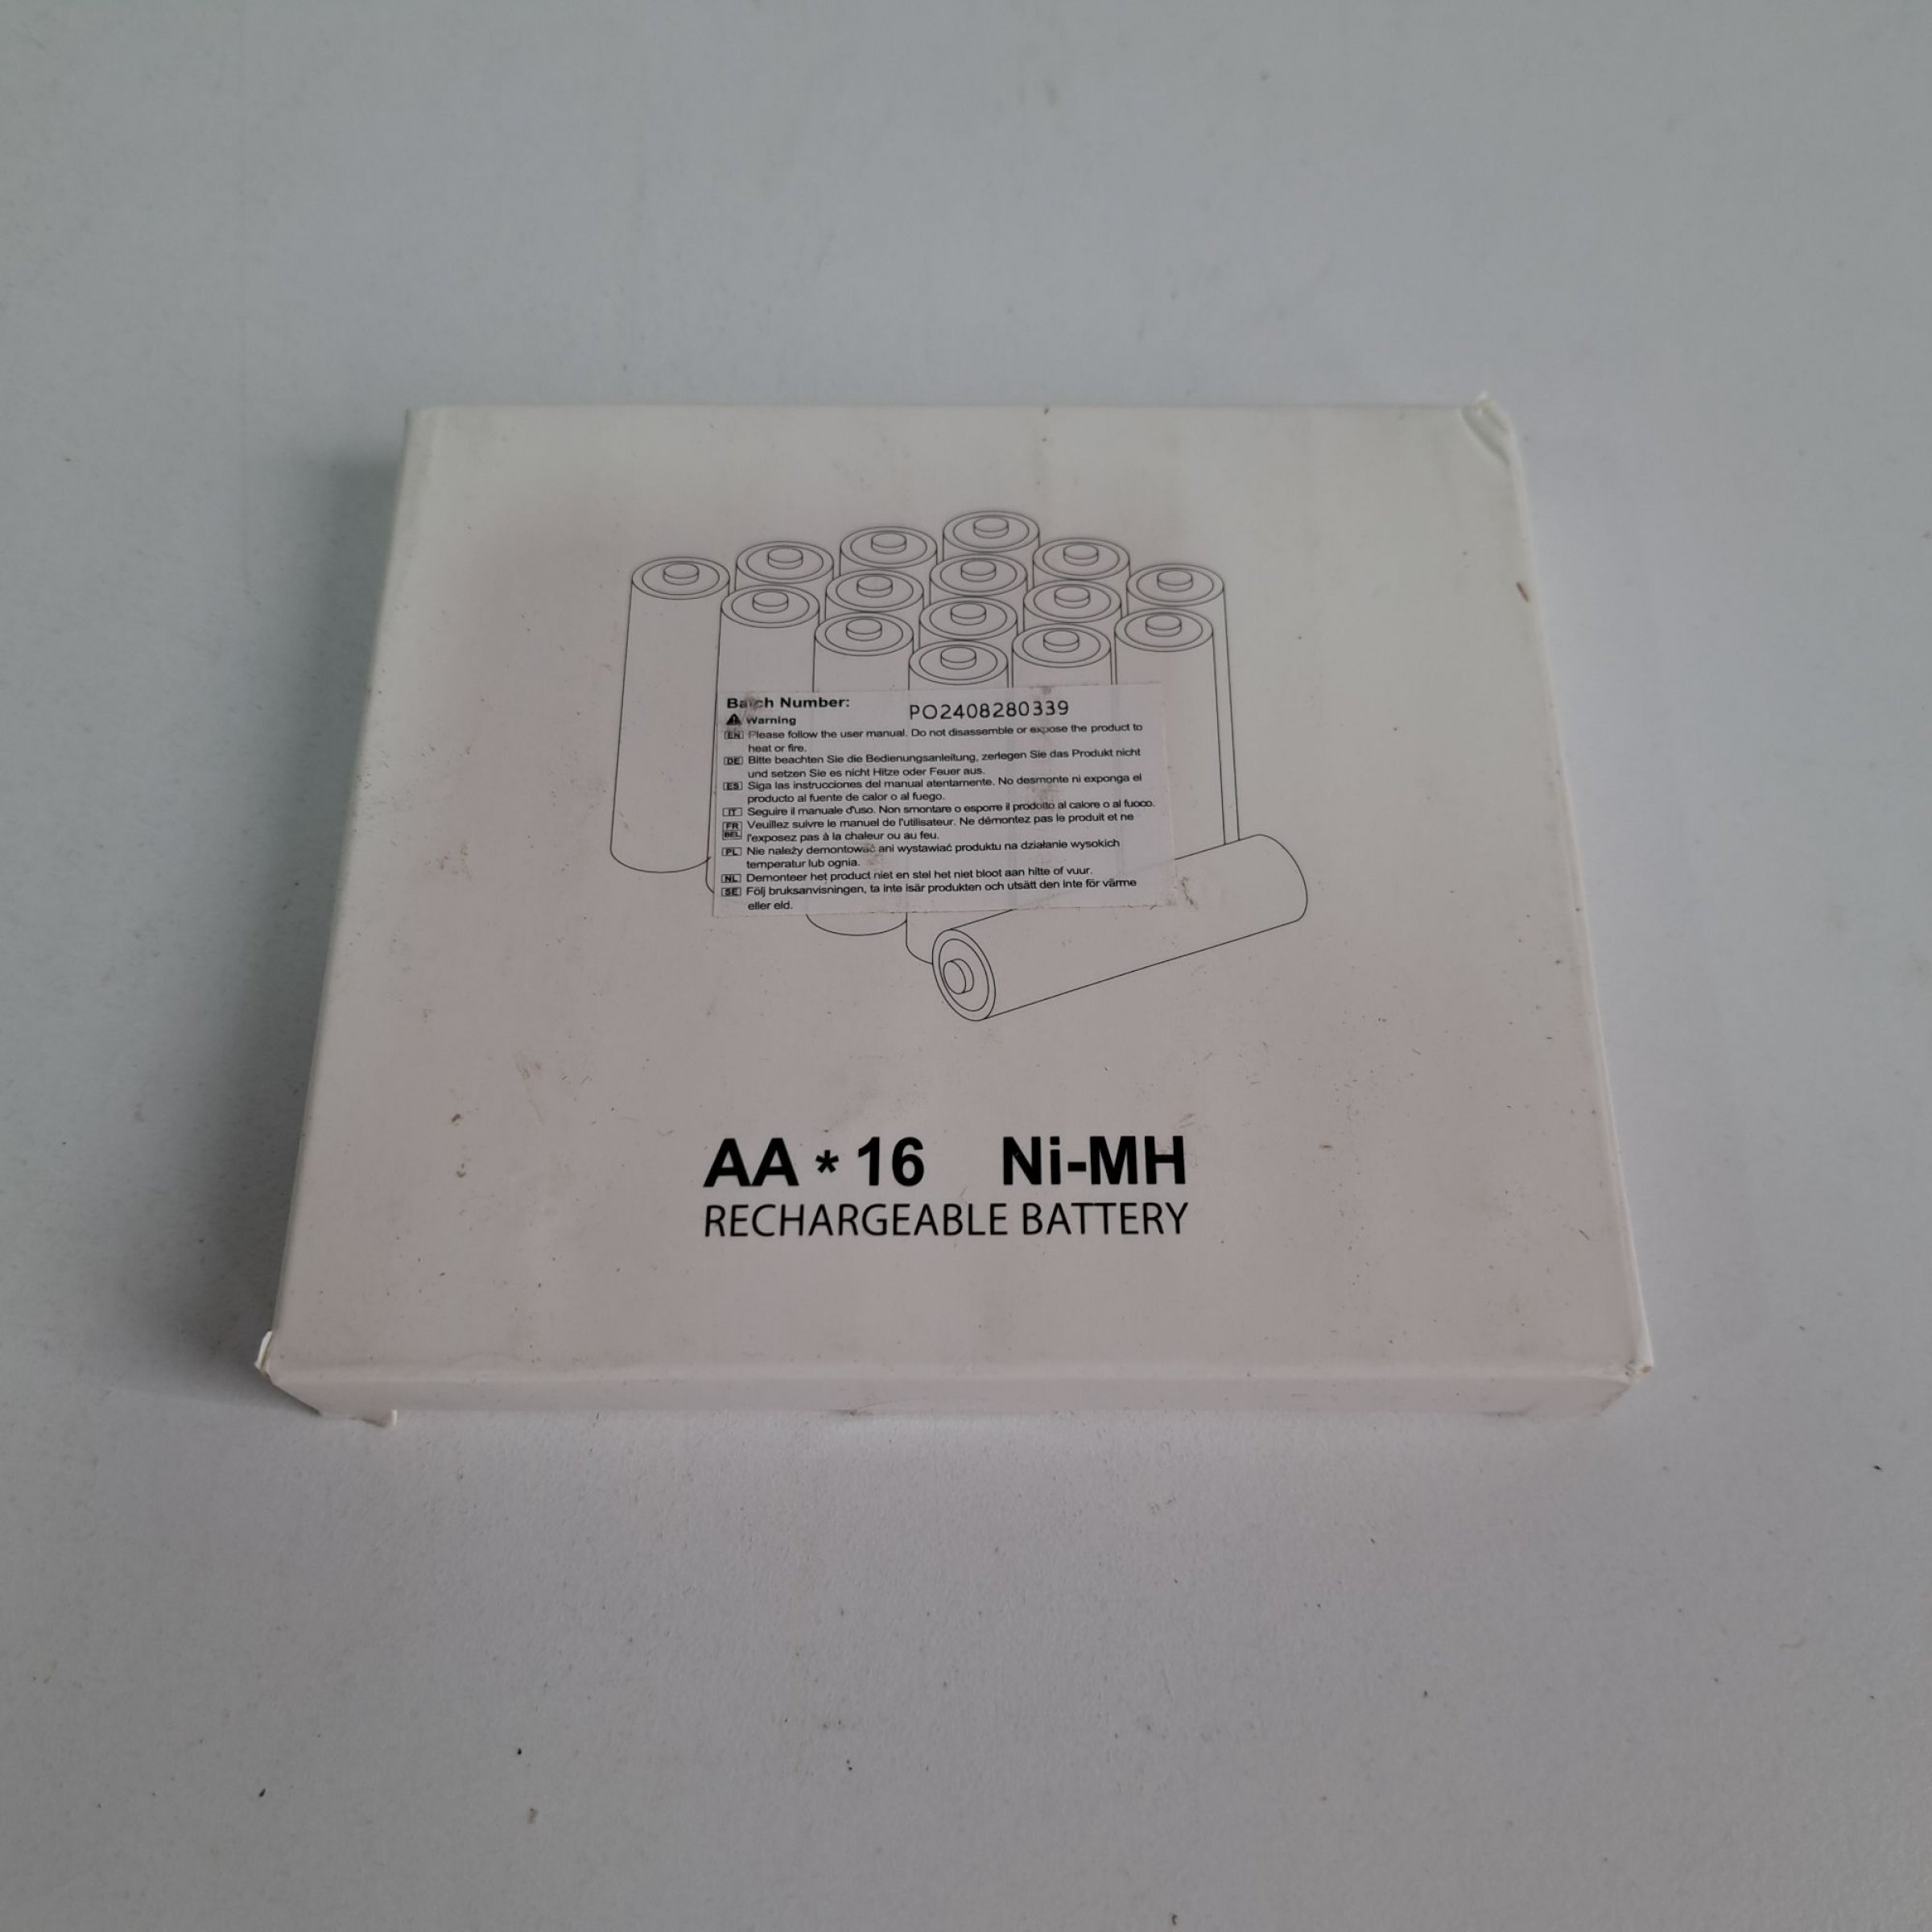 Batch Number: PO2408280339
Warning
EN Please follow the user manual. Do not disassemble or expose the product to
heat or fire.
DE Bitte beachten Sie die Bedienungsanleitung, zerlegen Sie das Produkt nicht
und setzen Sie es nicht Hitze oder Feuer aus.
ES Siga las instrucciones del manual atentamente. No desmonte ni exponga el
producto al fuente de calor o al fuego.
IT Seguire il manuale d'uso. Non smontare o esporre il prodotto al calore o al fuoco.
FR Veuillez suivre le manuel de l'utilisateur. Ne démontez pas le produit et ne
BEL l'exposez pas à la chaleur ou au feu.
PL Nie należy demontować ani wystawiać produktu na działanie wysokich
temperatur lub ognia.
NL Demonteer het product niet en stel het niet bloot aan hitte of vuur.
SE Följ bruksanvisningen, ta inte isär produkten och utsätt den inte för värme
eller eld.
AA * 16 Ni-MH
RECHARGEABLE BATTERY